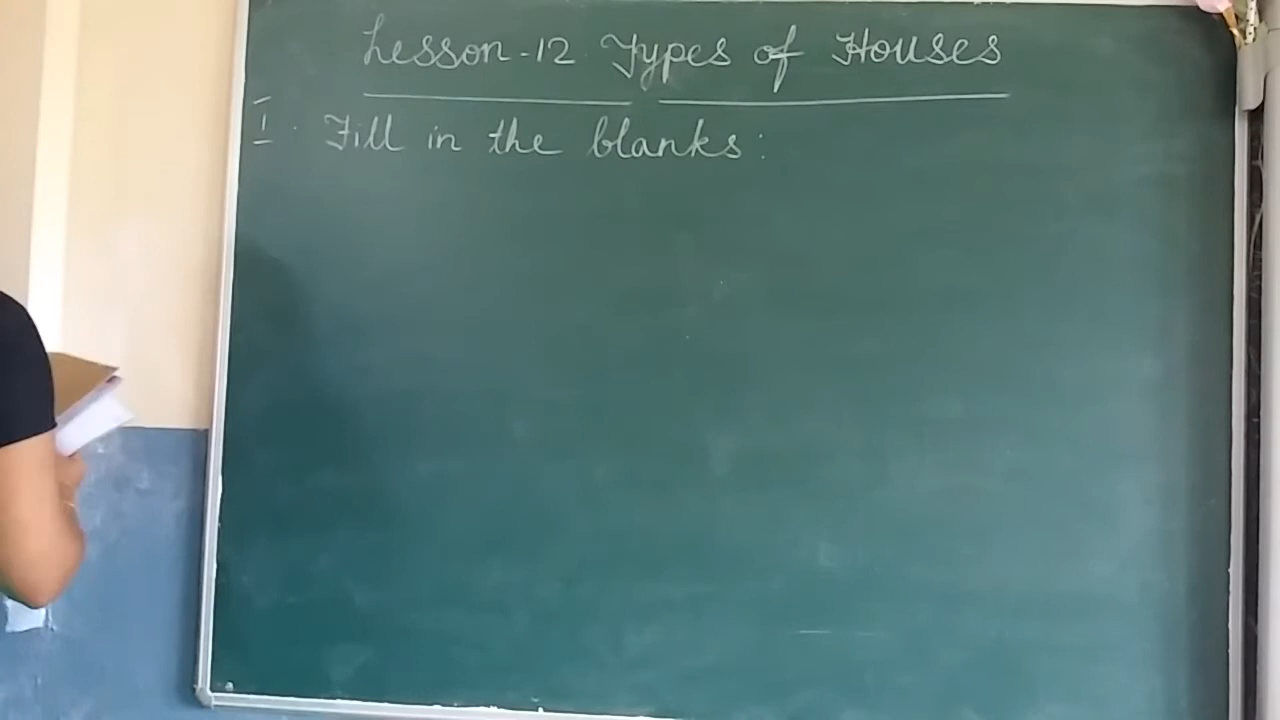 Lesson-12 Types of Houses
I. Fill in the blanks: